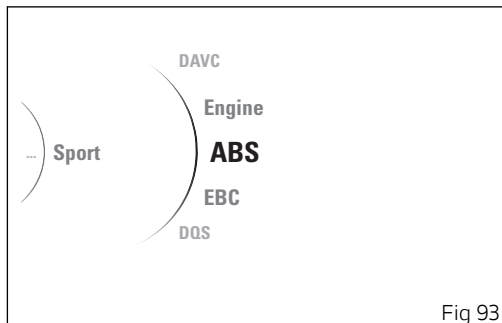 DAVC
Engine
... Sport
ABS
EBC
DQS
Fig 93